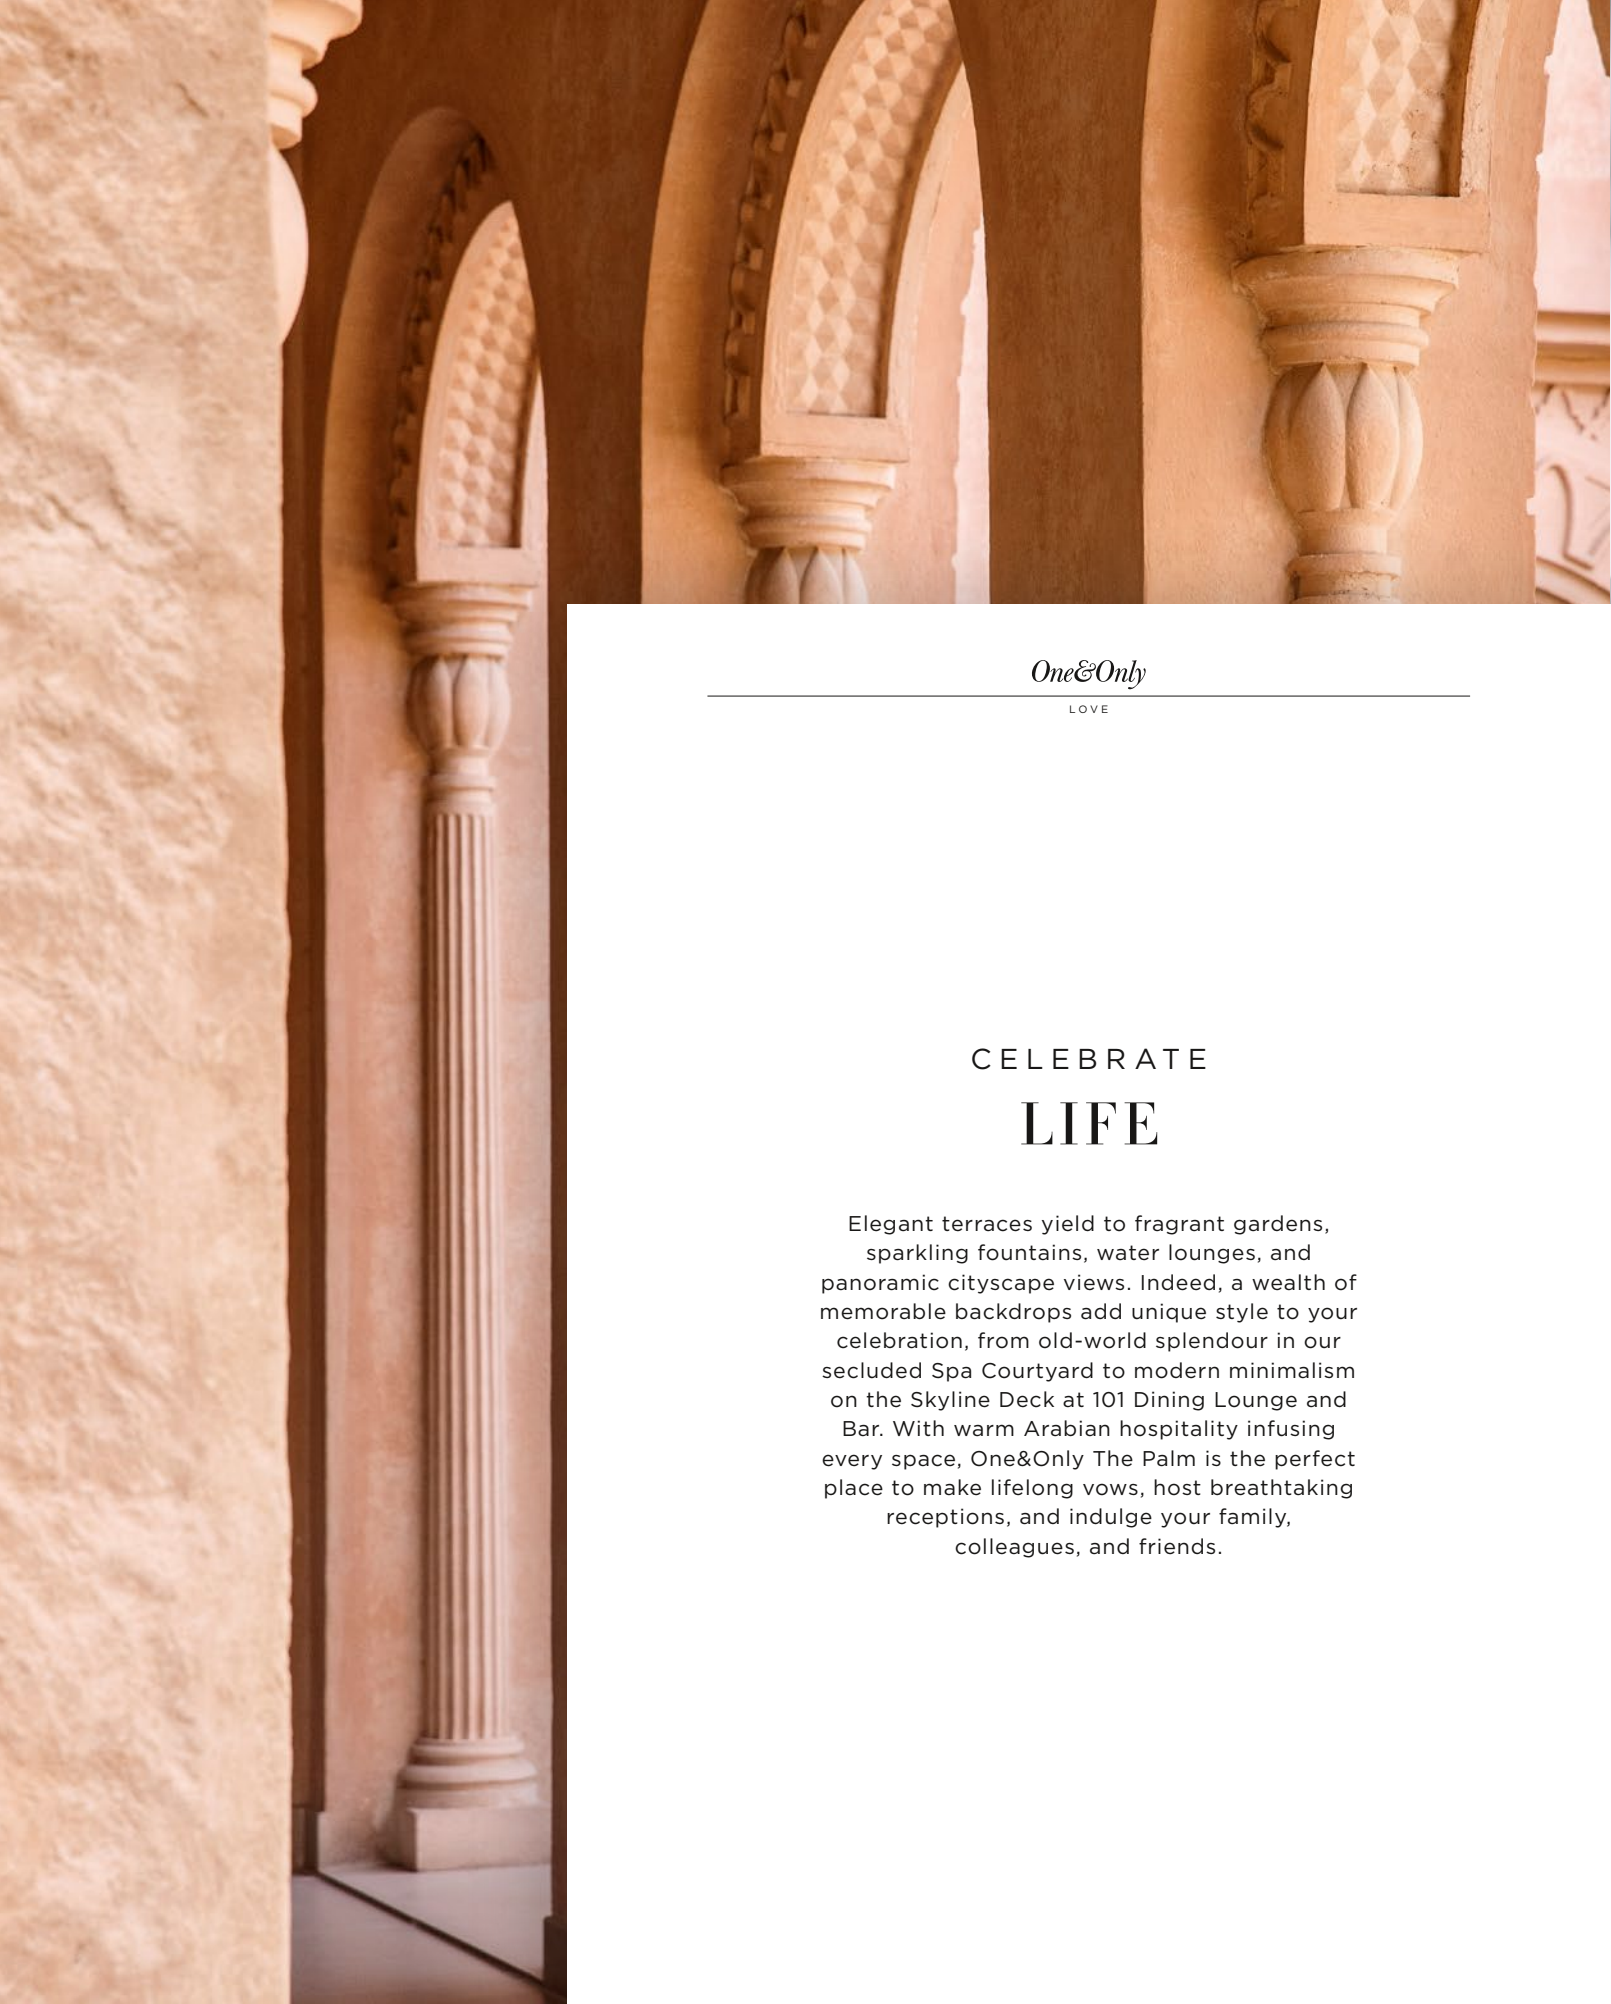 One&Only
LOVE
CELEBRATE
LIFE
Elegant terraces yield to fragrant gardens,
sparkling fountains, water lounges, and
panoramic cityscape views. Indeed, a wealth of
memorable backdrops add unique style to your
celebration, from old-world splendour in our
secluded Spa Courtyard to modern minimalism
on the Skyline Deck at 101 Dining Lounge and
Bar. With warm Arabian hospitality infusing
every space, One&Only The Palm is the perfect
place to make lifelong vows, host breathtaking
receptions, and indulge your family,
colleagues, and friends.